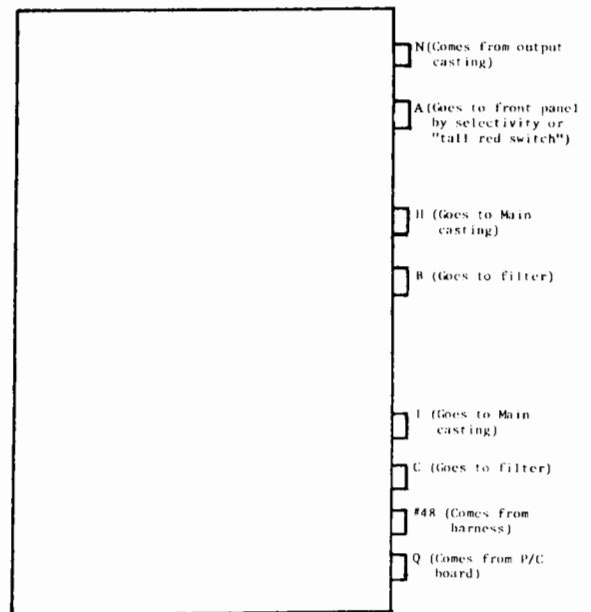 N(Comes from output
casting)
A(Goes to front panel
by selectivity or
"tall red switch")
H (Goes to Main
casting)
B (Goes to filter)
I (Goes to Main
casting)
C (Goes to filter)
#48 (Comes from
harness)
Q (Comes from P/C
board)